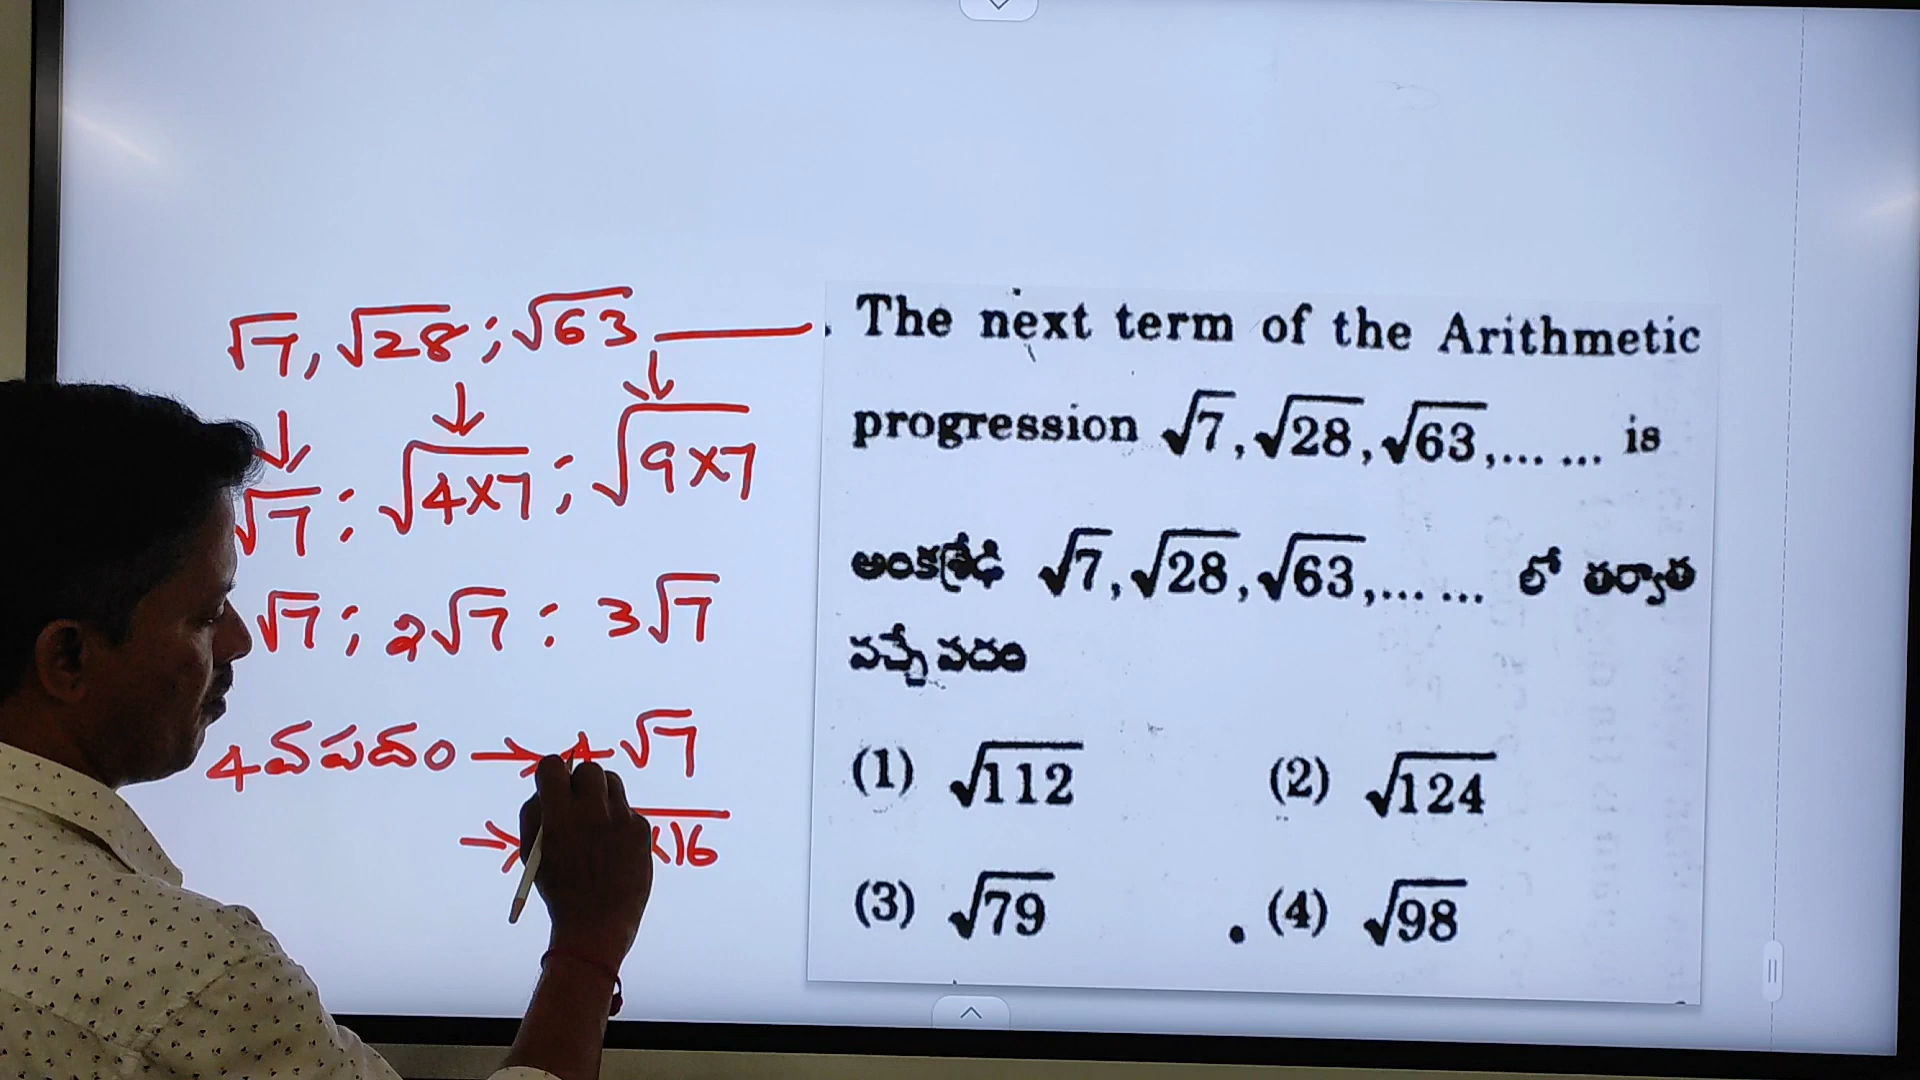 √7, √28; √63 ____
√7; √4×7; √9×7
√7; 2√7; 3√7
4వపదం → 4√7
→ ×16
The next term of the Arithmetic
progression √7, √28, √63,... ... is
అంకశ్రేఢి √7, √28, √63,... ... లో తర్వాత
వచ్చే పదం
(1) √112 (2) √124
(3) √79 (4) √98